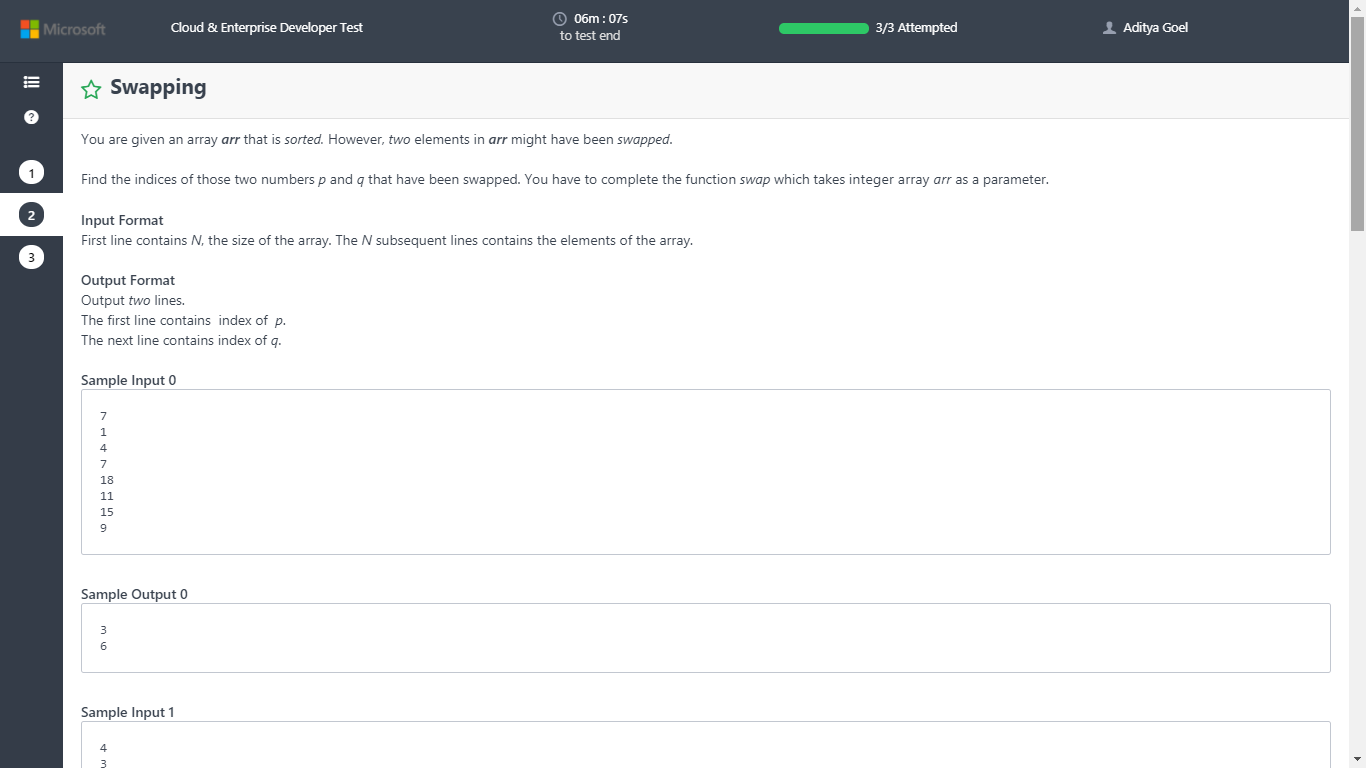 Microsoft
Cloud & Enterprise Developer Test
06m : 07s
to test end
3/3 Attempted
Aditya Goel
?
1
2
3
Swapping
You are given an array arr that is sorted. However, two elements in arr might have been swapped.
Find the indices of those two numbers p and q that have been swapped. You have to complete the function swap which takes integer array arr as a parameter.
Input Format
First line contains N, the size of the array. The N subsequent lines contains the elements of the array.
Output Format
Output two lines.
The first line contains  index of  p.
The next line contains index of q.
Sample Input 0
7
1
4
7
18
11
15
9
Sample Output 0
3
6
Sample Input 1
4
3